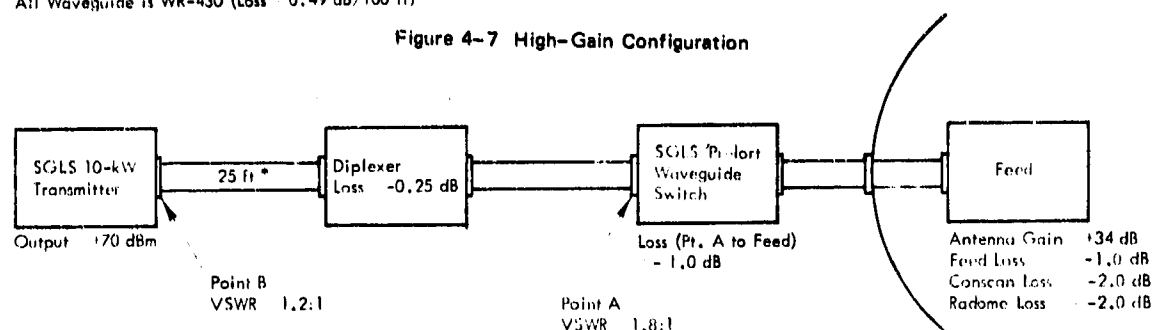 All Waveguide is WR-430 (Loss 0.49 dB/100 ft)
Figure 4-7 High-Gain Configuration
SGLS 10-kW
Transmitter
Output +70 dBm
25 ft *
Diplexer
Loss -0.25 dB
SGLS Prelort
Waveguide
Switch
Loss (Pt. A to Feed)
- 1.0 dB
Feed
Antenna Gain +34 dB
Feed Loss -1.0 dB
Conscan Loss -2.0 dB
Radome Loss -2.0 dB
Point B
VSWR 1.2:1
Point A
VSWR 1.8:1